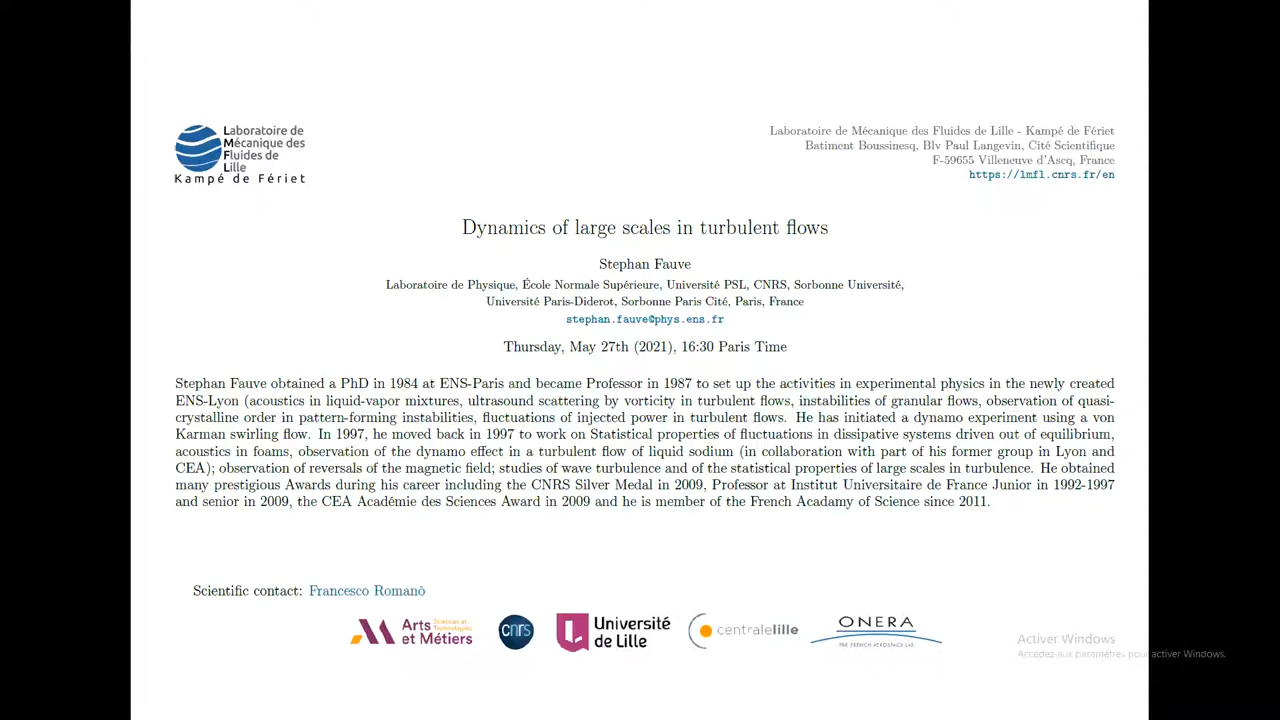 Laboratoire de
Mécanique des
Fluides de
Lille
Kampé de Fériet
Laboratoire de Mécanique des Fluides de Lille - Kampé de Fériet
Batiment Boussinesq, Blv Paul Langevin, Cité Scientifique
F-59655 Villeneuve d'Ascq, France
https://lmfl.cnrs.fr/en
Dynamics of large scales in turbulent flows
Stephan Fauve
Laboratoire de Physique, École Normale Supérieure, Université PSL, CNRS, Sorbonne Université,
Université Paris-Diderot, Sorbonne Paris Cité, Paris, France
stephan.fauve@phys.ens.fr
Thursday, May 27th (2021), 16:30 Paris Time
Stephan Fauve obtained a PhD in 1984 at ENS-Paris and became Professor in 1987 to set up the activities in experimental physics in the newly created
ENS-Lyon (acoustics in liquid-vapor mixtures, ultrasound scattering by vorticity in turbulent flows, instabilities of granular flows, observation of quasi-
crystalline order in pattern-forming instabilities, fluctuations of injected power in turbulent flows. He has initiated a dynamo experiment using a von
Karman swirling flow. In 1997, he moved back in 1997 to work on Statistical properties of fluctuations in dissipative systems driven out of equilibrium,
acoustics in foams, observation of the dynamo effect in a turbulent flow of liquid sodium (in collaboration with part of his former group in Lyon and
CEA); observation of reversals of the magnetic field; studies of wave turbulence and of the statistical properties of large scales in turbulence. He obtained
many prestigious Awards during his career including the CNRS Silver Medal in 2009, Professor at Institut Universitaire de France Junior in 1992-1997
and senior in 2009, the CEA Académie des Sciences Award in 2009 and he is member of the French Acadamy of Science since 2011.
Scientific contact: Francesco Romanò
Arts
et Métiers
Sciences et
Technologies
cnrs
Université
de Lille
centralelille
ONERA
THE FRENCH AEROSPACE LAB
Activer Windows
Accédez aux paramètres pour activer Windows.